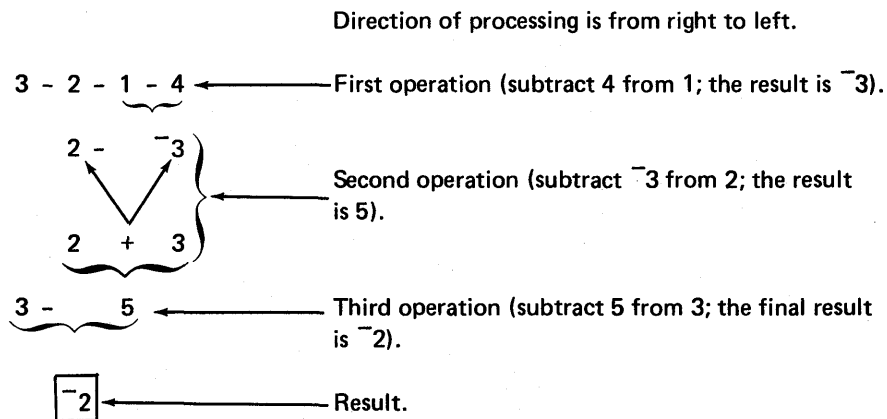 Direction of processing is from right to left.
3 - 2 - 1 - 4 First operation (subtract 4 from 1; the result is ¯3).
2 - ¯3
Second operation (subtract ¯3 from 2; the result
is 5).
2 + 3
3 - 5 Third operation (subtract 5 from 3; the final result
is ¯2).
¯2 Result.